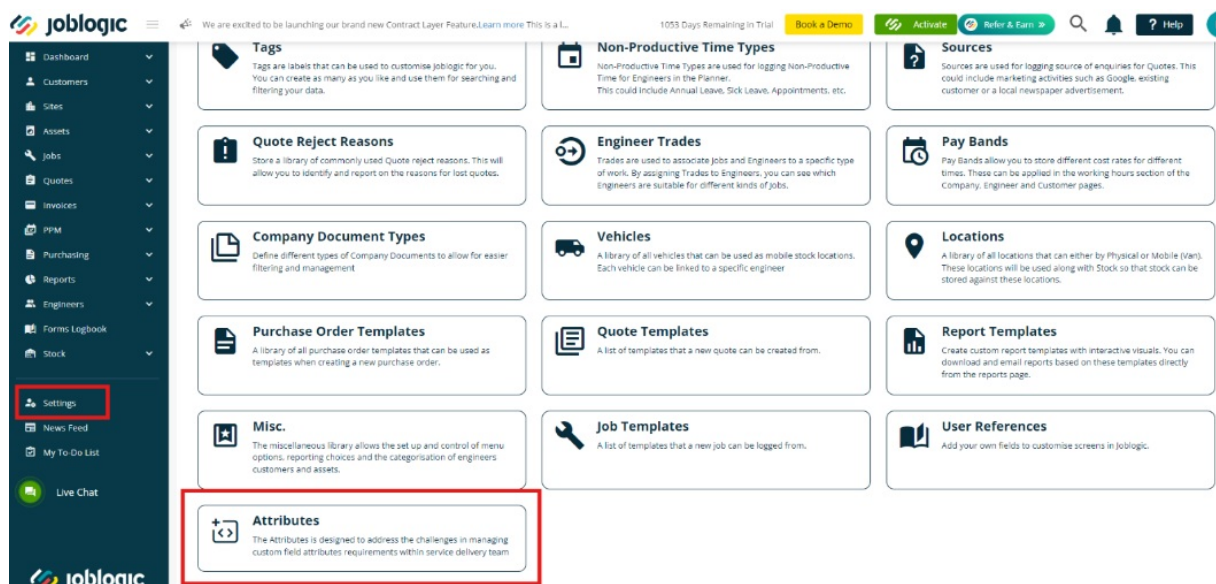 joblogic
We are excited to be launching our brand new Contract Layer Feature.Learn more This is a l...
1053 Days Remaining in Trial
Book a Demo
Activate
Refer & Earn »
? Help
Dashboard
Customers
Sites
Assets
Jobs
Quotes
Invoices
PPM
Purchasing
Reports
Engineers
Forms Logbook
Stock
Settings
News Feed
My To-Do List
Live Chat
joblogic
Tags
Tags are labels that can be used to customise Joblogic for you.
You can create as many as you like and use them for searching and
filtering your data.
Non-Productive Time Types
Non-Productive Time Types are used for logging Non-Productive
Time for Engineers in the Planner.
This could include Annual Leave, Sick Leave, Appointments, etc.
Sources
Sources are used for logging source of enquiries for Quotes. This
could include marketing activities such as Google, existing
customer or a local newspaper advertisement.
Quote Reject Reasons
Store a library of commonly used Quote reject reasons. This will
allow you to identify and report on the reasons for lost quotes.
Engineer Trades
Trades are used to associate Jobs and Engineers to a specific type
of work. By assigning Trades to Engineers, you can see which
Engineers are suitable for different kinds of Jobs.
Pay Bands
Pay Bands allow you to store different cost rates for different
times. These can be applied in the working hours section of the
Company, Engineer and Customer pages.
Company Document Types
Define different types of Company Documents to allow for easier
filtering and management
Vehicles
A library of all vehicles that can be used as mobile stock locations.
Each vehicle can be linked to a specific engineer
Locations
A library of all locations that can either by Physical or Mobile (Van).
These locations will be used along with Stock so that stock can be
stored against these locations.
Purchase Order Templates
A library of all purchase order templates that can be used as
templates when creating a new purchase order.
Quote Templates
A list of templates that a new quote can be created from.
Report Templates
Create custom report templates with interactive visuals. You can
download and email reports based on these templates directly
from the reports page.
Misc.
The miscellaneous library allows the set up and control of menu
options, reporting choices and the categorisation of engineers
customers and assets.
Job Templates
A list of templates that a new job can be logged from.
User References
Add your own fields to customise screens in Joblogic.
Attributes
The Attributes is designed to address the challenges in managing
custom field attributes requirements within service delivery team